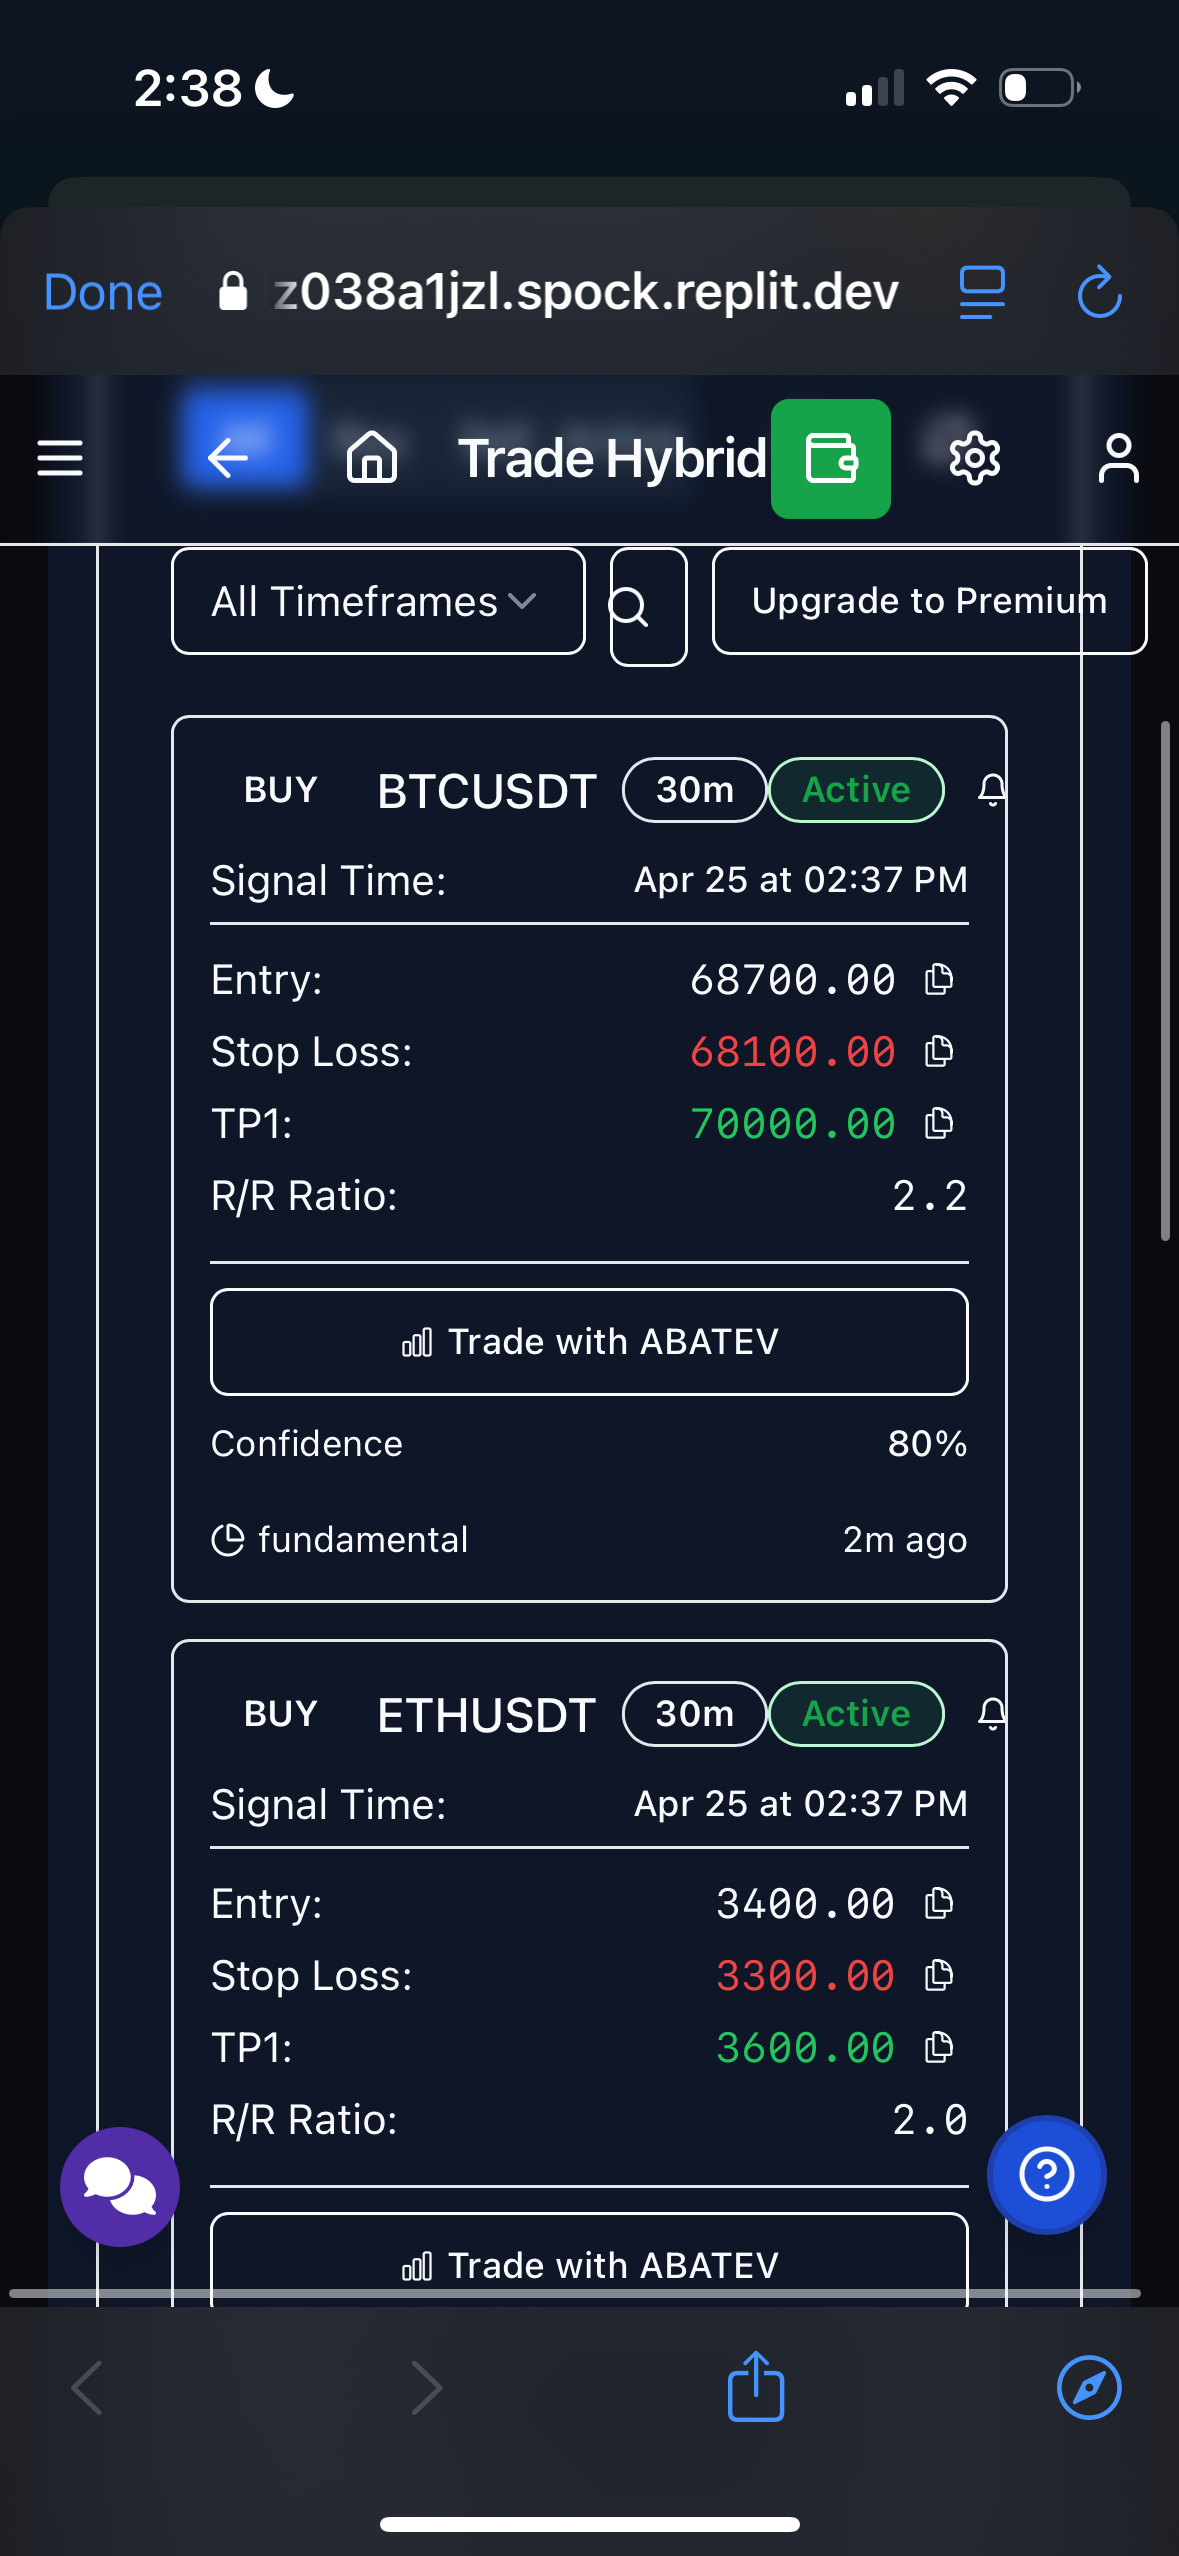 2:38
Done z038a1jzl.spock.replit.dev
Trade Hybrid
All Timeframes Upgrade to Premium
BUY BTCUSDT 30m Active
Signal Time: Apr 25 at 02:37 PM
Entry: 68700.00
Stop Loss: 68100.00
TP1: 70000.00
R/R Ratio: 2.2
Trade with ABATEV
Confidence 80%
fundamental 2m ago
BUY ETHUSDT 30m Active
Signal Time: Apr 25 at 02:37 PM
Entry: 3400.00
Stop Loss: 3300.00
TP1: 3600.00
R/R Ratio: 2.0
Trade with ABATEV